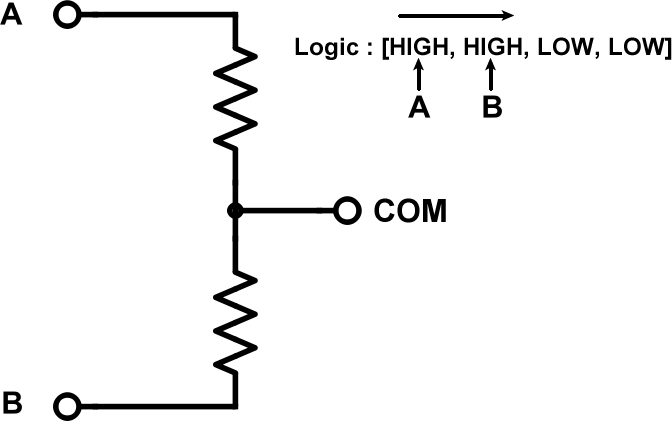 A
Logic : [HIGH, HIGH, LOW, LOW]
A B
COM
B